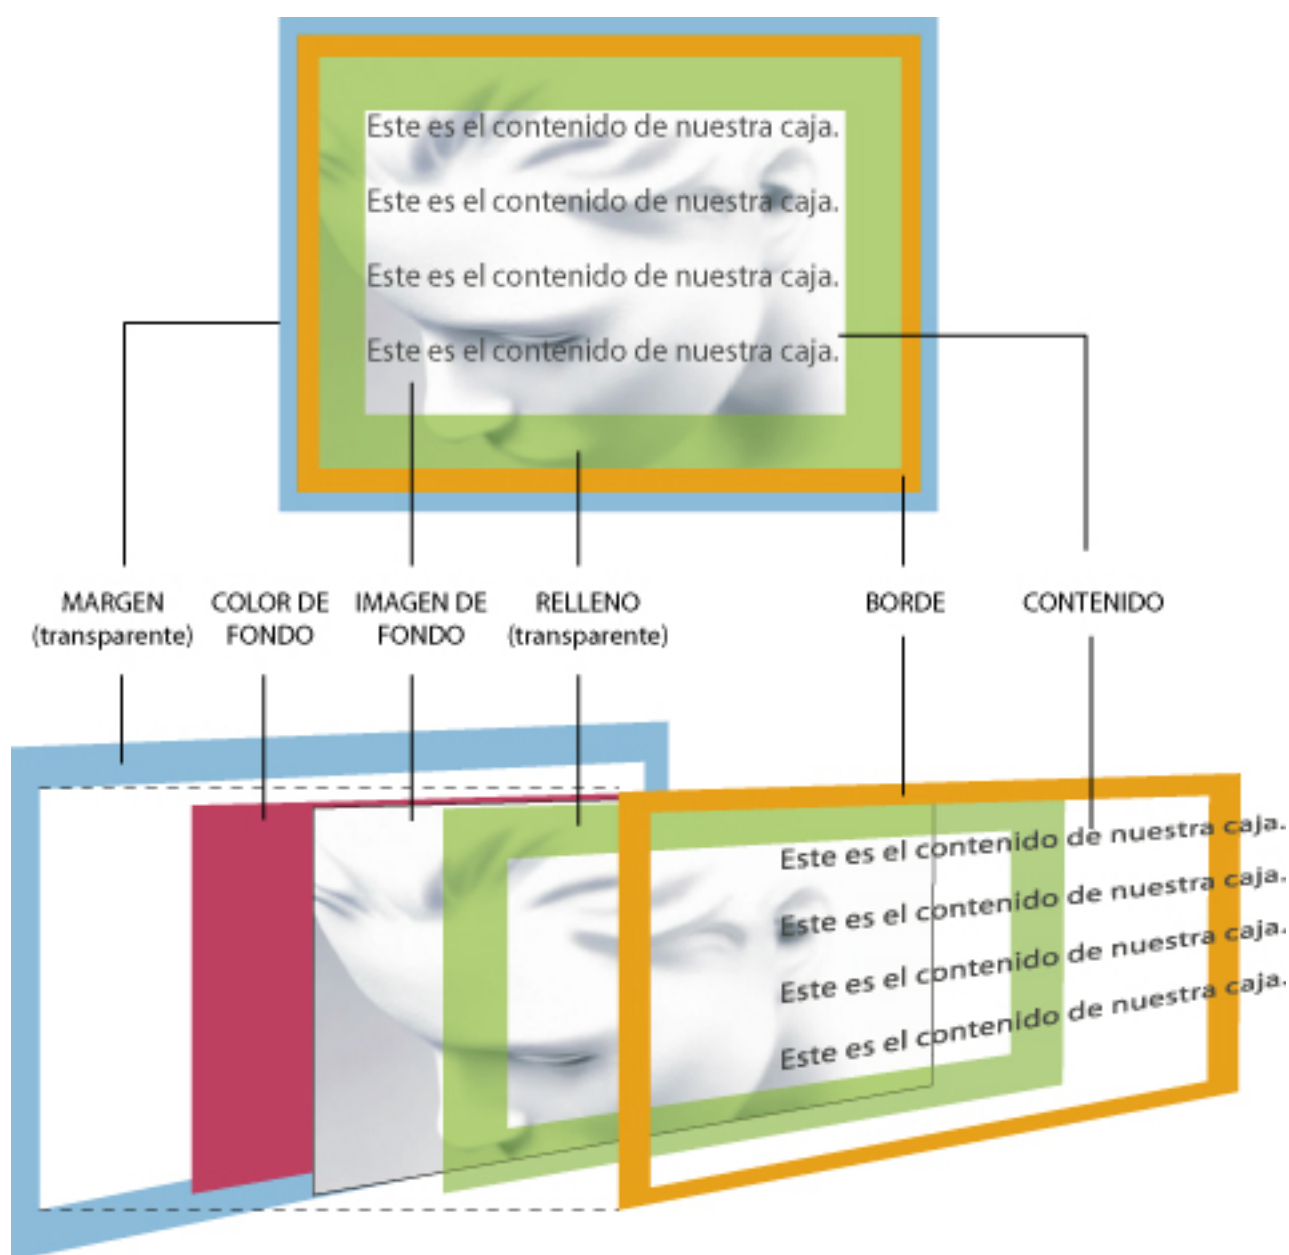 Este es el contenido de nuestra caja.
Este es el contenido de nuestra caja.
Este es el contenido de nuestra caja.
Este es el contenido de nuestra caja.
MARGEN
(transparente)
COLOR DE
FONDO
IMAGEN DE
FONDO
RELLENO
(transparente)
BORDE
CONTENIDO
Este es el contenido de nuestra caja.
Este es el contenido de nuestra caja.
Este es el contenido de nuestra caja.
Este es el contenido de nuestra caja.